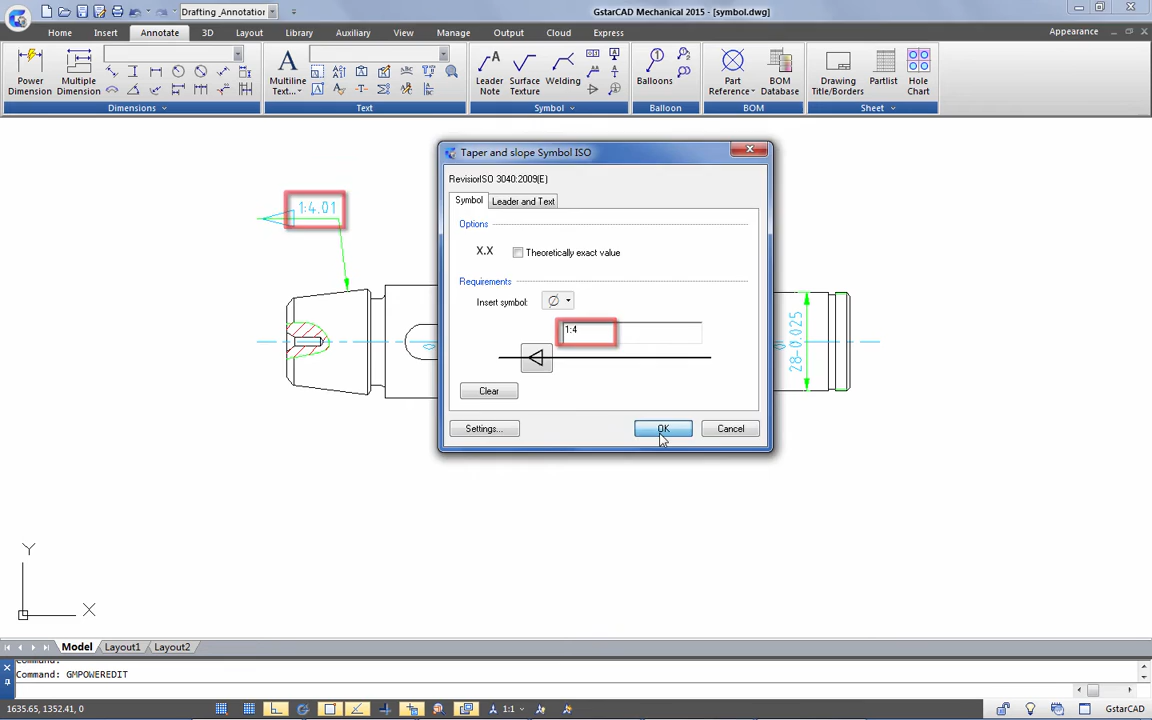 Drafting _Annotation
GstarCAD Mechanical 2015 - [symbol.dwg]
Home Insert Annotate 3D Layout Library Auxiliary View Manage Output Cloud Express Appearance
Power Dimension
Multiple Dimension
Multiline Text...
Leader Note
Surface Texture
Welding
Balloons
Part Reference
BOM Database
Drawing Title/Borders
Partlist
Hole Chart
Dimensions Text Symbol Balloon BOM Sheet
Taper and slope Symbol ISO
RevisionISO 3040:2009(E)
Symbol Leader and Text
Options
X.X Theoretically exact value
Requirements
Insert symbol:
1:4
Clear
Settings... OK Cancel
1:4.01
28-0.025
Y
X
Model Layout1 Layout2
Command:
Command: GMPOWEREDIT
1635.65, 1352.41, 0
1:1
GstarCAD